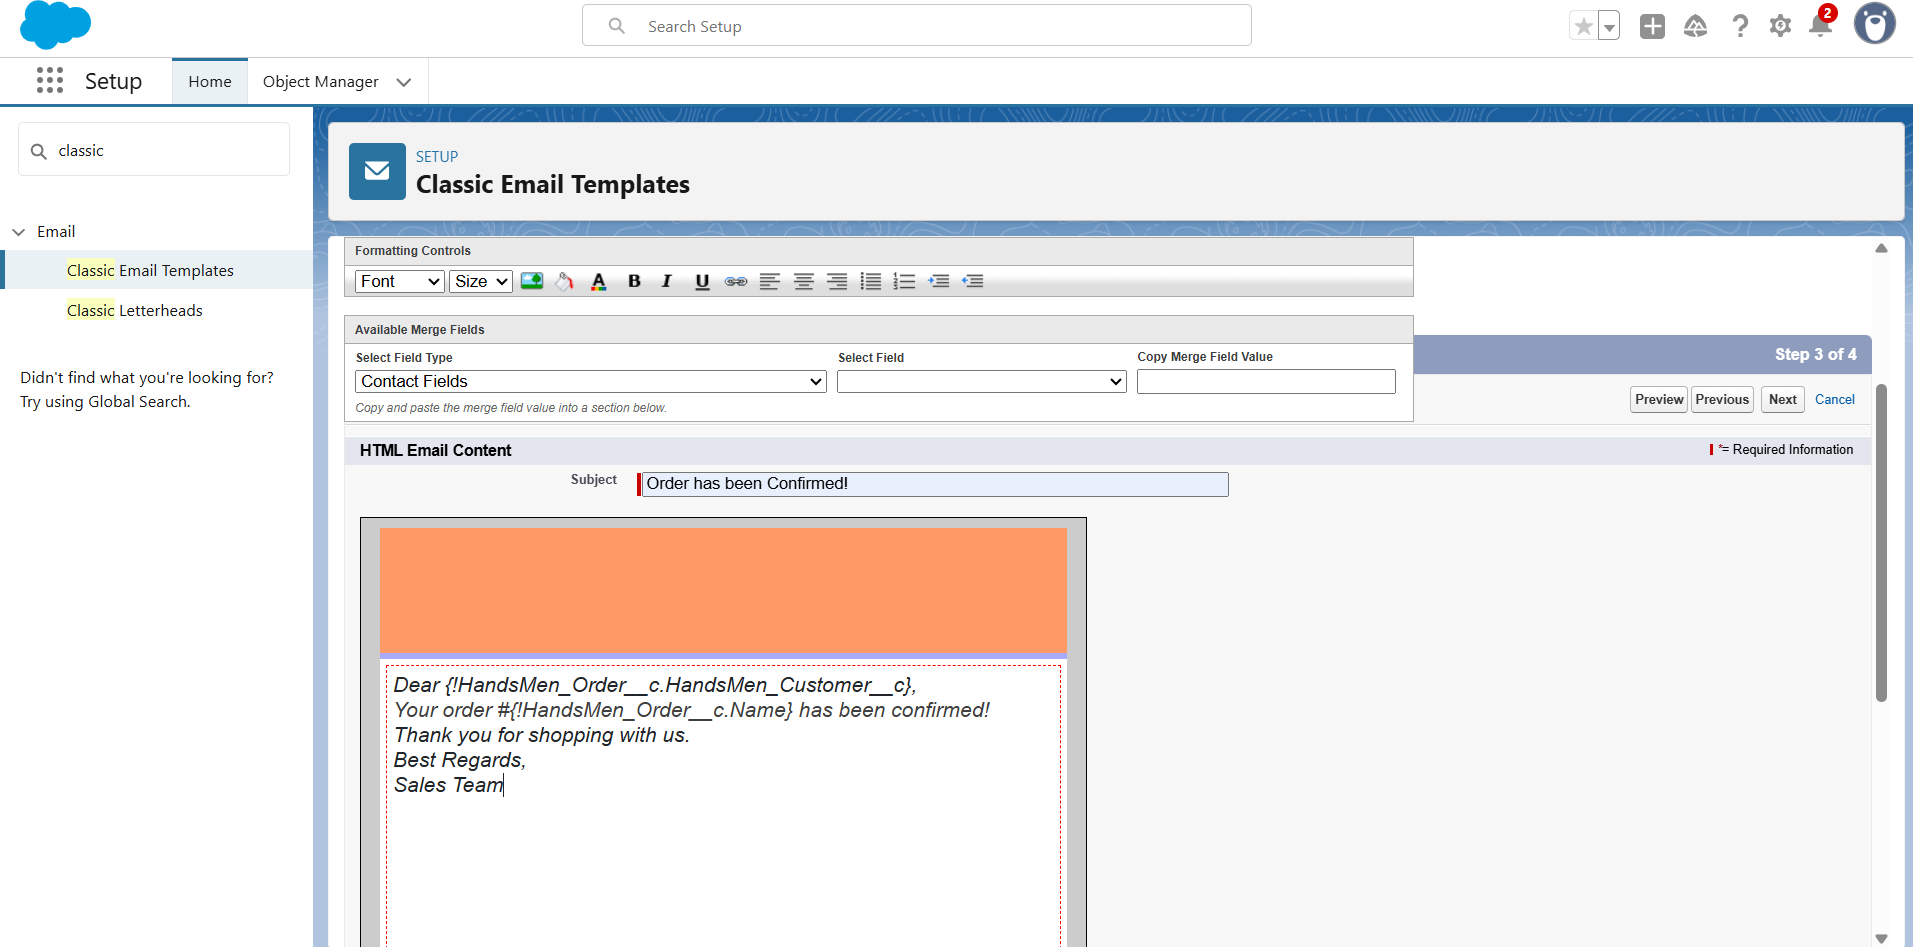 Search Setup
2
Setup
Home
Object Manager
classic
Email
Classic Email Templates
Classic Letterheads
Didn't find what you're looking for?
Try using Global Search.
SETUP
Classic Email Templates
Formatting Controls
Font
Size
A
B
I
U
Available Merge Fields
Select Field Type
Select Field
Copy Merge Field Value
Contact Fields
Copy and paste the merge field value into a section below.
Step 3 of 4
Preview
Previous
Next
Cancel
HTML Email Content
*= Required Information
Subject
Order has been Confirmed!
Dear {!HandsMen_Order__c.HandsMen_Customer__c},
Your order #{!HandsMen_Order__c.Name} has been confirmed!
Thank you for shopping with us.
Best Regards,
Sales Team